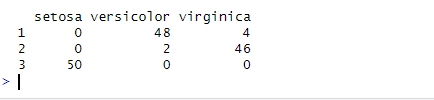 setosa versicolor virginica
1 0 48 4
2 0 2 46
3 50 0 0
>